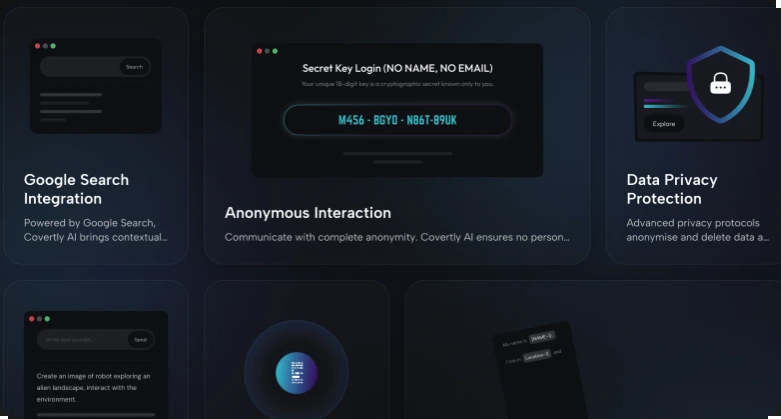 Search
Google Search
Integration
Powered by Google Search,
Covertly AI brings contextual...
Secret Key Login (NO NAME, NO EMAIL)
Your unique 16-digit key is a cryptographic secret known only to you.
M456 - BGY0 - N86T-B9UK
Anonymous Interaction
Communicate with complete anonymity. Covertly AI ensures no person...
Explore
Data Privacy
Protection
Advanced privacy protocols
anonymise and delete data a...
Write your prompt..
Send
Create an image of robot exploring an
alien landscape, interact with the
environment.
My name is [NAME-1]
I live in [Location-1] and